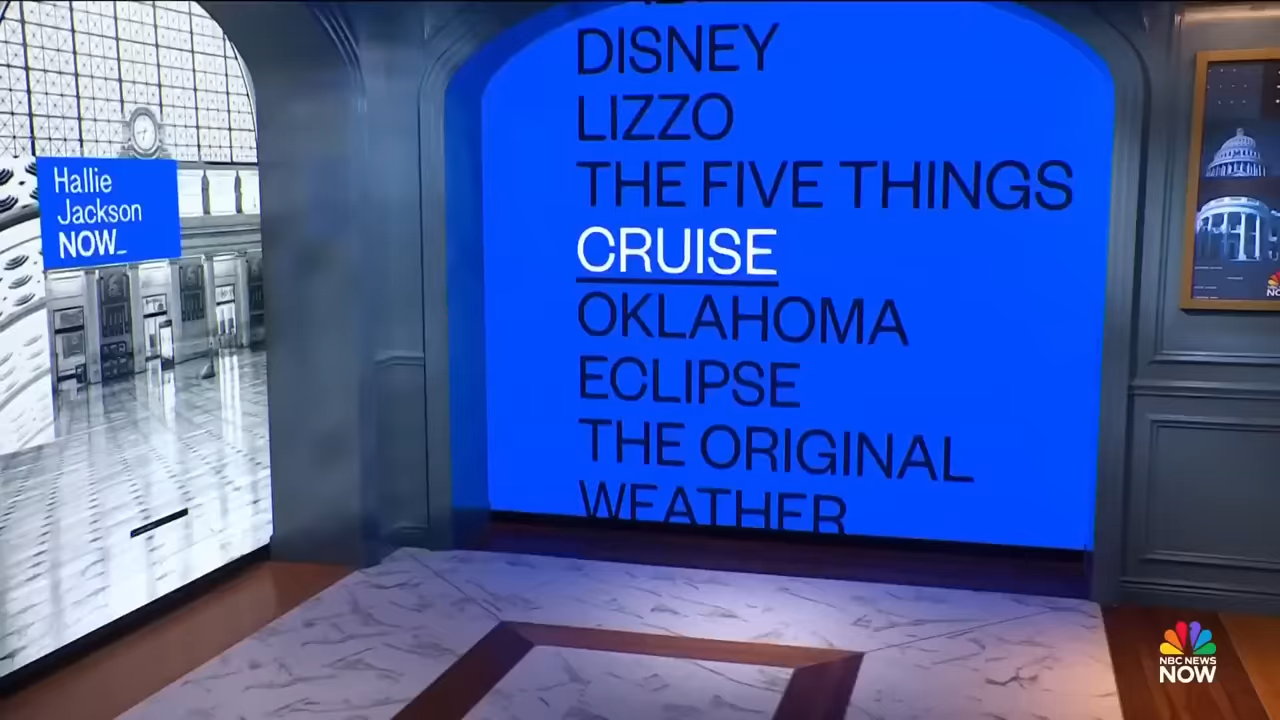 Hallie
Jackson
NOW_
DISNEY
LIZZO
THE FIVE THINGS
CRUISE
OKLAHOMA
ECLIPSE
THE ORIGINAL
WEATHER
NBC NEWS
NOW